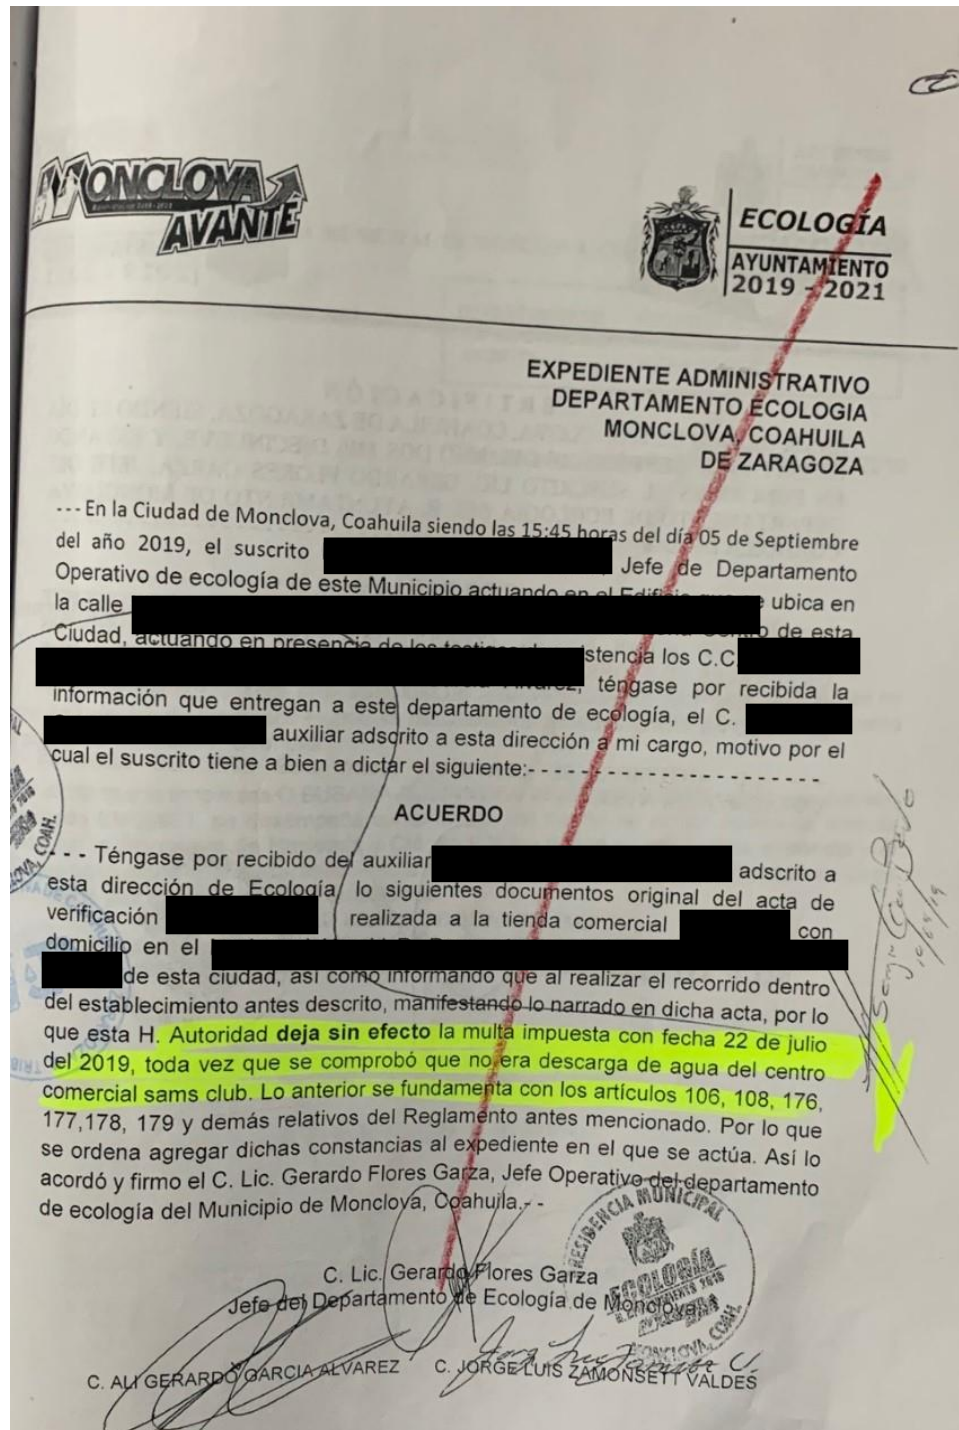 MONCLOVA
AVANTE
ECOLOGÍA
AYUNTAMIENTO
2019 - 2021
EXPEDIENTE ADMINISTRATIVO
DEPARTAMENTO ECOLOGIA
MONCLOVA, COAHUILA
DE ZARAGOZA
- - - En la Ciudad de Monclova, Coahuila siendo las 15:45 horas del día 05 de Septiembre
del año 2019, el suscrito , Jefe de Departamento
Operativo de ecología de este Municipio actuando en el ubica en
la calle de esta
Ciudad, actuando en presencia de los C.C.
téngase por recibida la
información que entregan a este departamento de ecología, el C.
auxiliar adscrito a esta dirección a mi cargo, motivo por el
cual el suscrito tiene a bien a dictar el siguiente:- - - - - - - - - - - - - - - - - - - - - - - -
ACUERDO
- - - Téngase por recibido del auxiliar adscrito a
esta dirección de Ecología lo siguientes documentos original del acta de
verificación realizada a la tienda comercial con
domicilio en el
de esta ciudad, así como informando que al realizar el recorrido dentro
del establecimiento antes descrito, manifestando lo narrado en dicha acta, por lo
que esta H. Autoridad deja sin efecto la multa impuesta con fecha 22 de julio
del 2019, toda vez que se comprobó que no era descarga de agua del centro
comercial sams club. Lo anterior se fundamenta con los artículos 106, 108, 176,
177,178, 179 y demás relativos del Reglamento antes mencionado. Por lo que
se ordena agregar dichas constancias al expediente en el que se actúa. Así lo
acordó y firmo el C. Lic. Gerardo Flores Garza, Jefe Operativo del departamento
de ecología del Municipio de Monclova, Coahuila.- -
RESIDENCIA MUNICIPAL
ECOLOGÍA
MONCLOVA, COAH.
C. Lic. Gerardo Flores Garza
Jefe del Departamento de Ecología de Monclova
C. ALI GERARDO GARCIA ALVAREZ C. JORGE LUIS ZAMONSETT VALDES